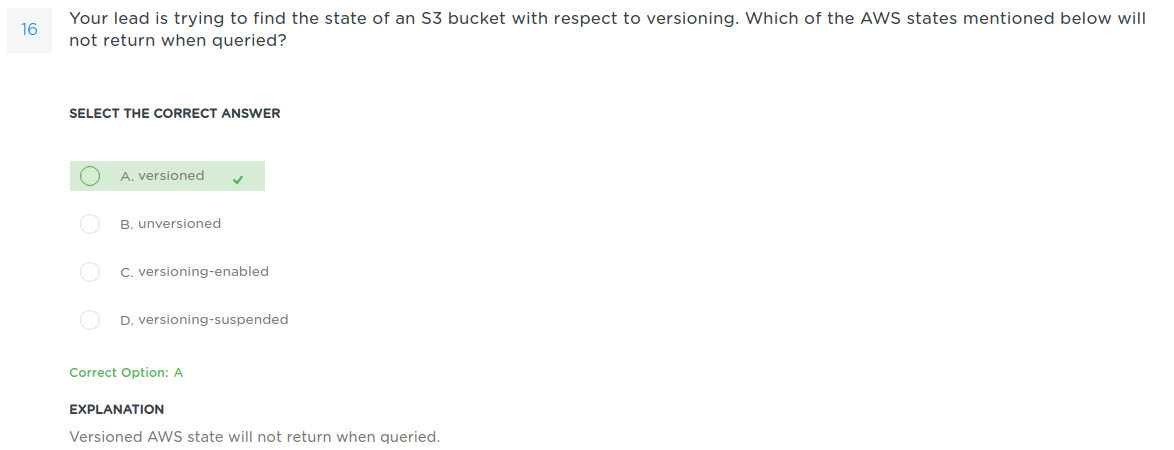 16
Your lead is trying to find the state of an S3 bucket with respect to versioning. Which of the AWS states mentioned below will
not return when queried?
SELECT THE CORRECT ANSWER
A. versioned
B. unversioned
C. versioning-enabled
D. versioning-suspended
Correct Option: A
EXPLANATION
Versioned AWS state will not return when queried.